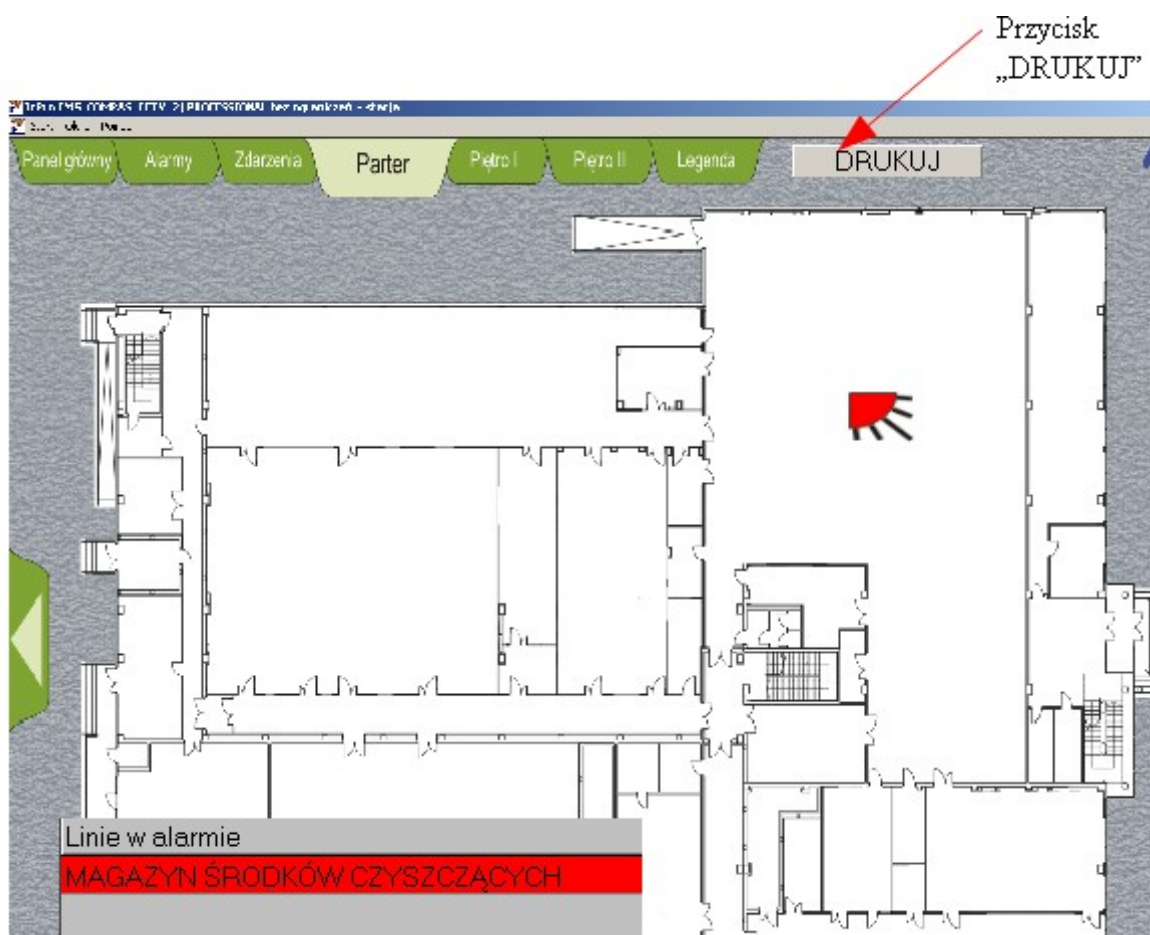 Przycisk
„DRUKUJ”
Panel główny Alarmy Zdarzenia Parter Piętro I Piętro II Legenda DRUKUJ
Linie w alarmie
MAGAZYN ŚRODKÓW CZYSZCZĄCYCH